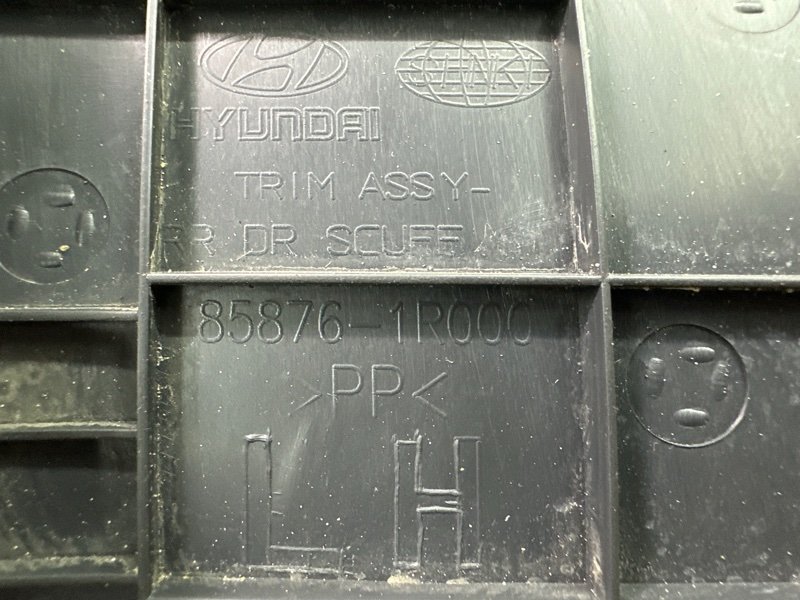 HYUNDAI
TRIM ASSY-
RR DR SCUFF
85876-1R000
>PP<
LH